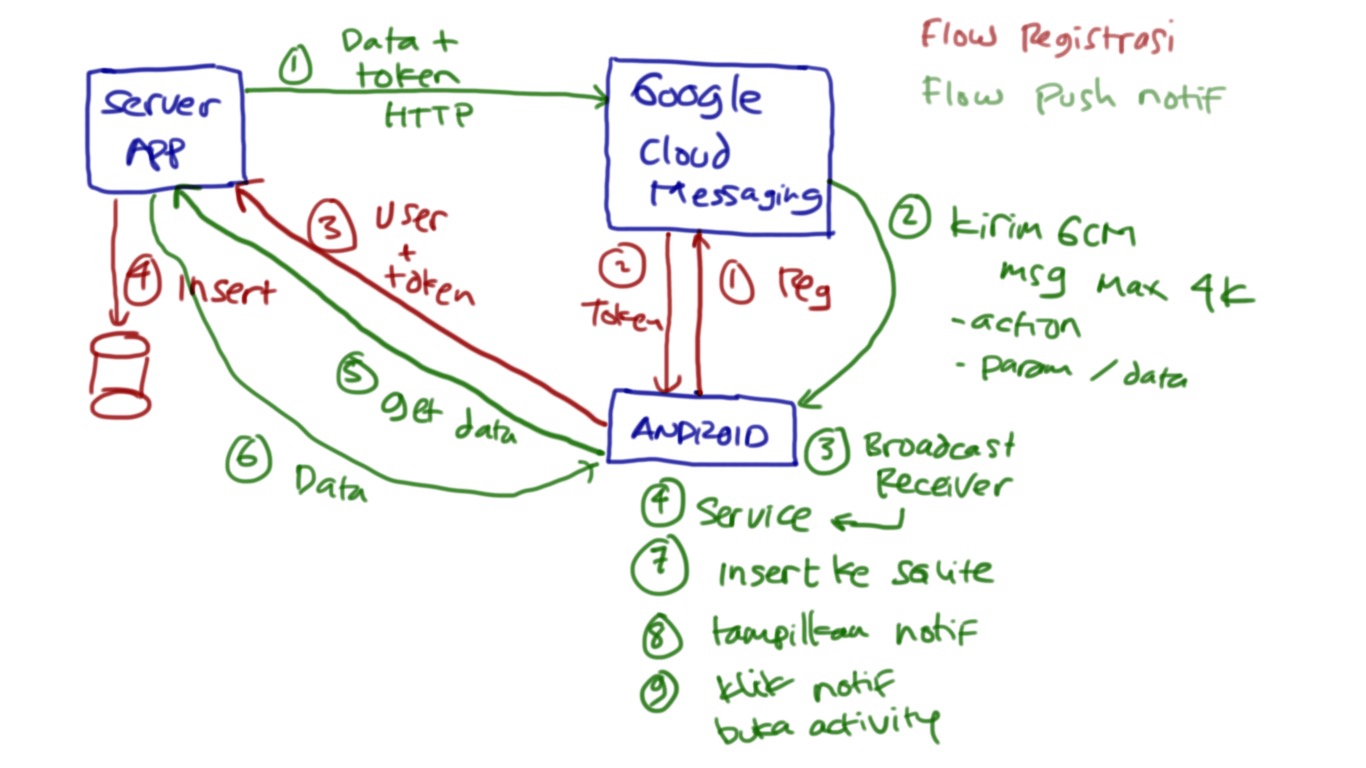 Flow Registrasi
Flow Push notif
① Data +
token
HTTP
Server
APP
Google
Cloud
Messaging
③ User
+
token
④ insert
② Token
① Reg
② kirim GCM
msg Max 4K
- action
- param / data
⑤ get data
⑥ Data
ANDROID
③ Broadcast
Receiver
④ Service
⑦ insert ke sqlite
⑧ tampilkan notif
⑨ klik notif
buka activity